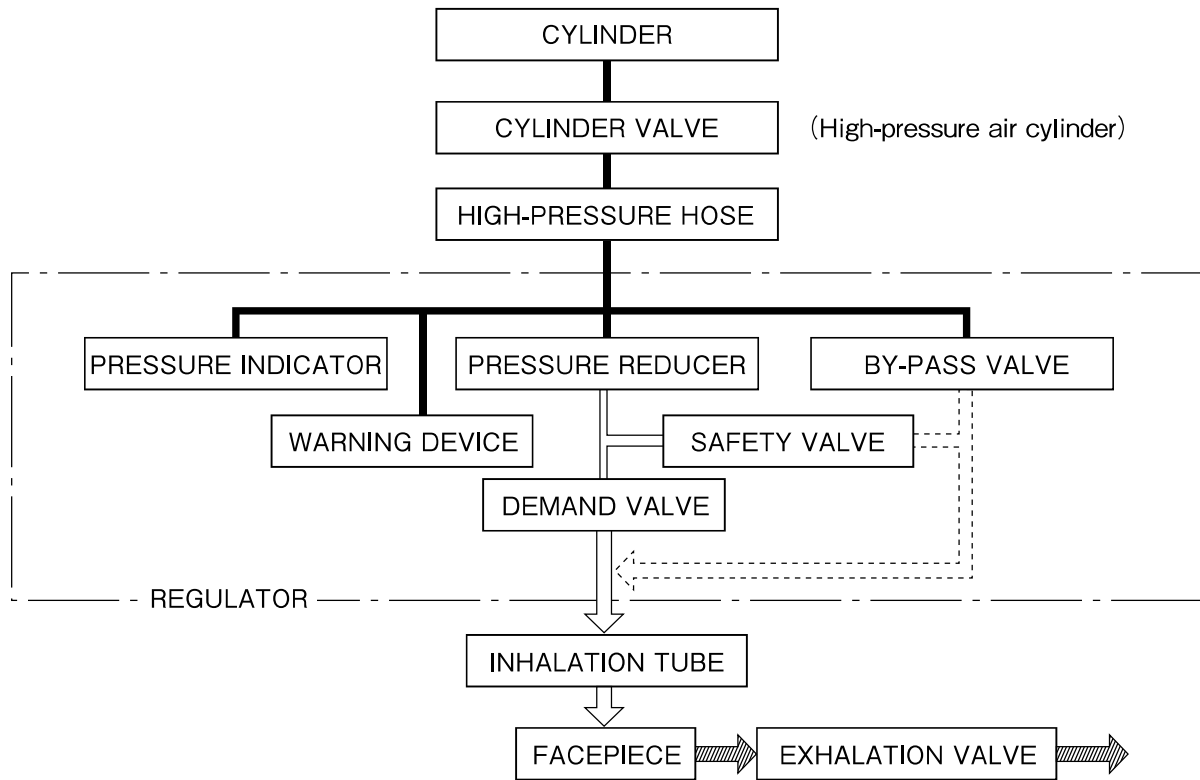 CYLINDER
CYLINDER VALVE
(High-pressure air cylinder)
HIGH-PRESSURE HOSE
PRESSURE INDICATOR
PRESSURE REDUCER
BY-PASS VALVE
WARNING DEVICE
SAFETY VALVE
DEMAND VALVE
REGULATOR
INHALATION TUBE
FACEPIECE
EXHALATION VALVE